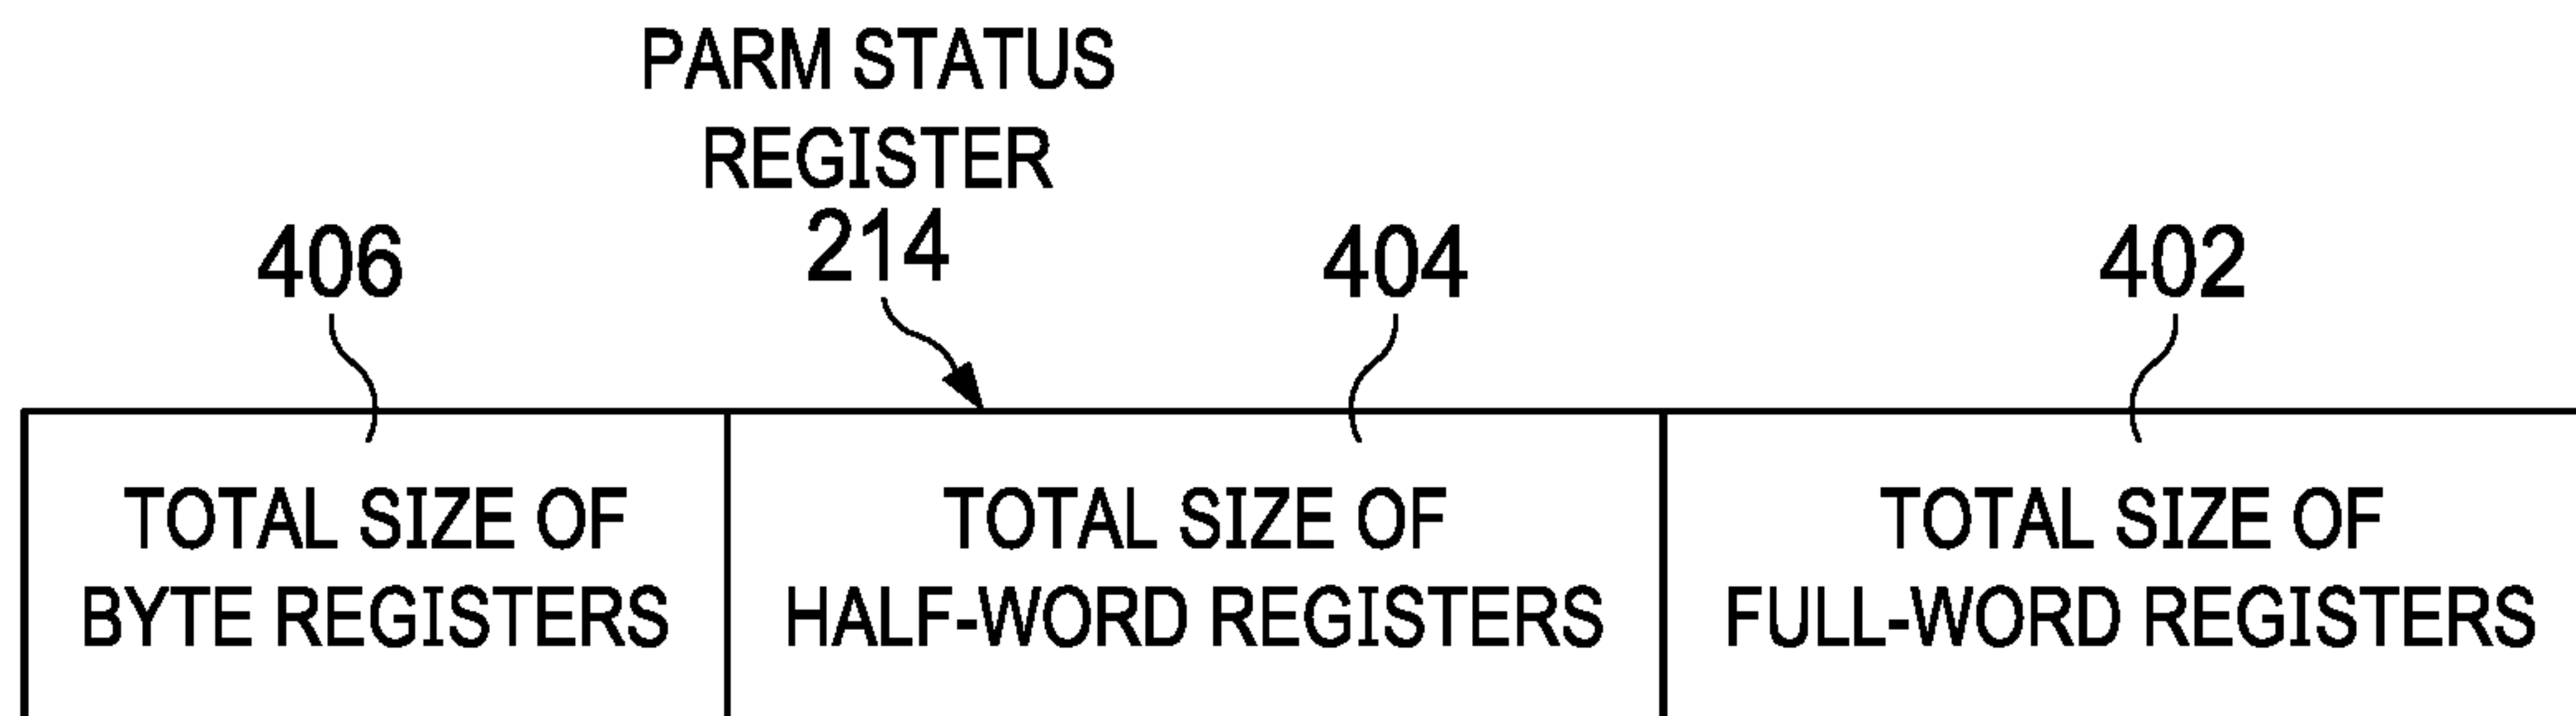 PARM STATUS
REGISTER
214
406
404
402
TOTAL SIZE OF
BYTE REGISTERS
TOTAL SIZE OF
HALF-WORD REGISTERS
TOTAL SIZE OF
FULL-WORD REGISTERS